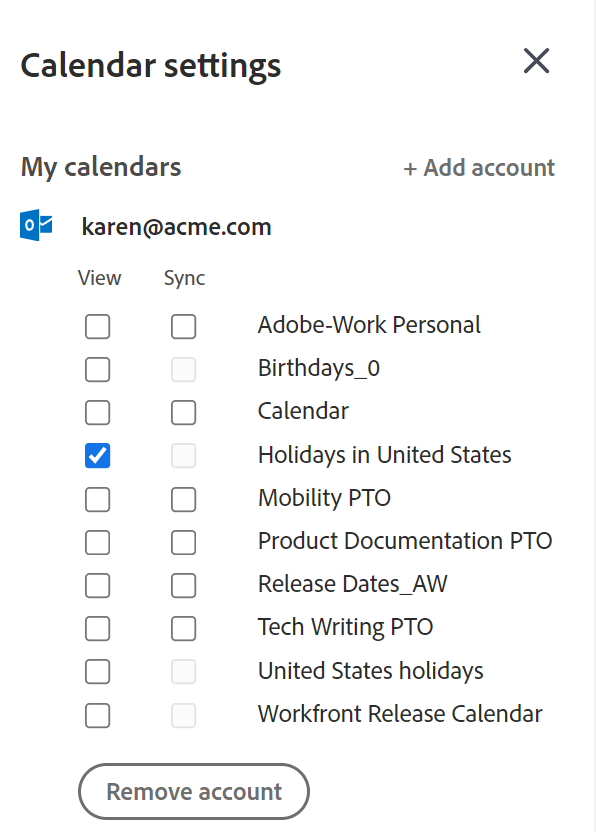 Calendar settings
My calendars + Add account
karen@acme.com
View Sync
Adobe-Work Personal
Birthdays_0
Calendar
Holidays in United States
Mobility PTO
Product Documentation PTO
Release Dates_AW
Tech Writing PTO
United States holidays
Workfront Release Calendar
Remove account